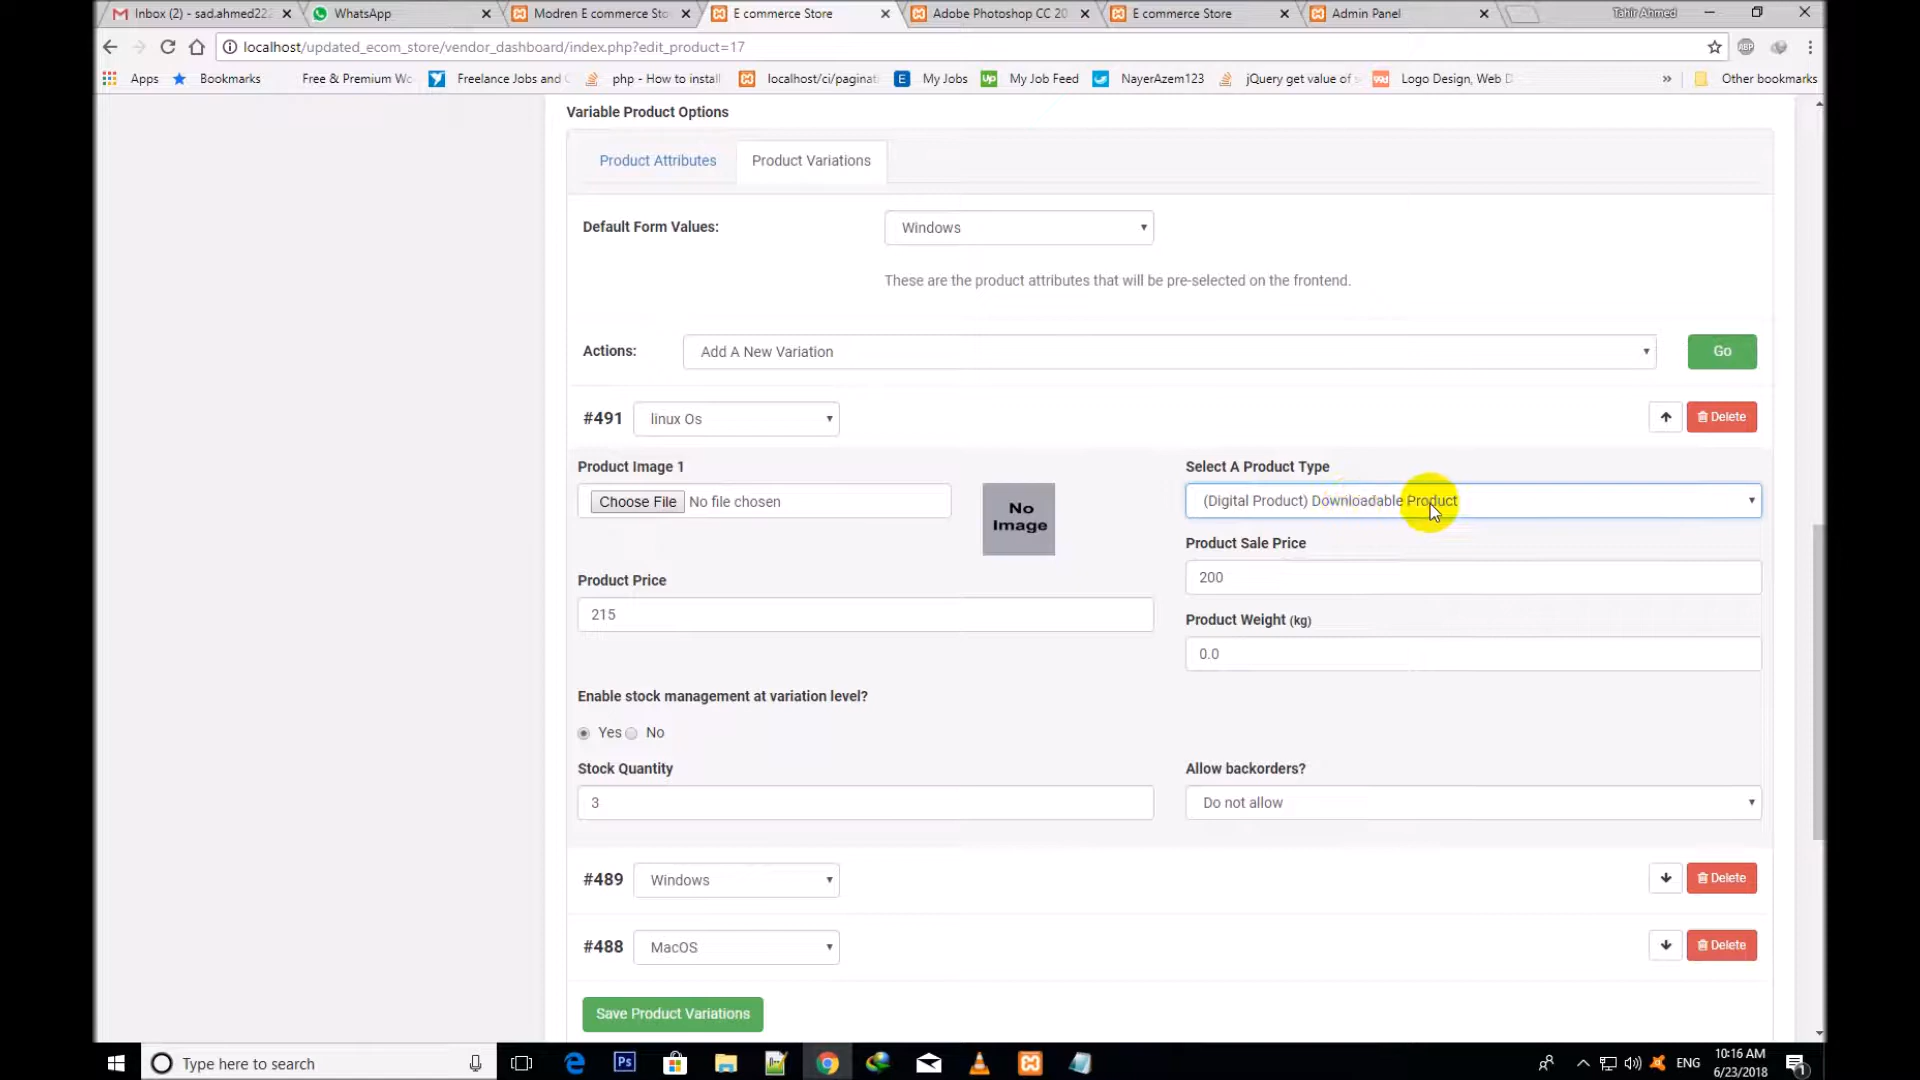 Inbox (2) - sad.ahmed222
WhatsApp
Modren E commerce Sto
E commerce Store
Adobe Photoshop CC 20
E commerce Store
Admin Panel
Tahir Ahmed
localhost/updated_ecom_store/vendor_dashboard/index.php?edit_product=17
ABP
Apps
Bookmarks
Free & Premium Wo
Freelance Jobs and
php - How to install
localhost/ci/paginati
E
My Jobs
Up
My Job Feed
NayerAzem123
jQuery get value of
Logo Design, Web D
»
Other bookmarks
Variable Product Options
Product Attributes
Product Variations
Default Form Values:
Windows
These are the product attributes that will be pre-selected on the frontend.
Actions:
Add A New Variation
Go
#491
linux Os
Delete
Product Image 1
Choose File No file chosen
No
Image
Select A Product Type
(Digital Product) Downloadable Product
Product Sale Price
200
Product Price
215
Product Weight (kg)
0.0
Enable stock management at variation level?
Yes No
Stock Quantity
3
Allow backorders?
Do not allow
#489
Windows
Delete
#488
MacOS
Delete
Save Product Variations
Type here to search
Ps
ENG
10:16 AM
6/23/2018
1